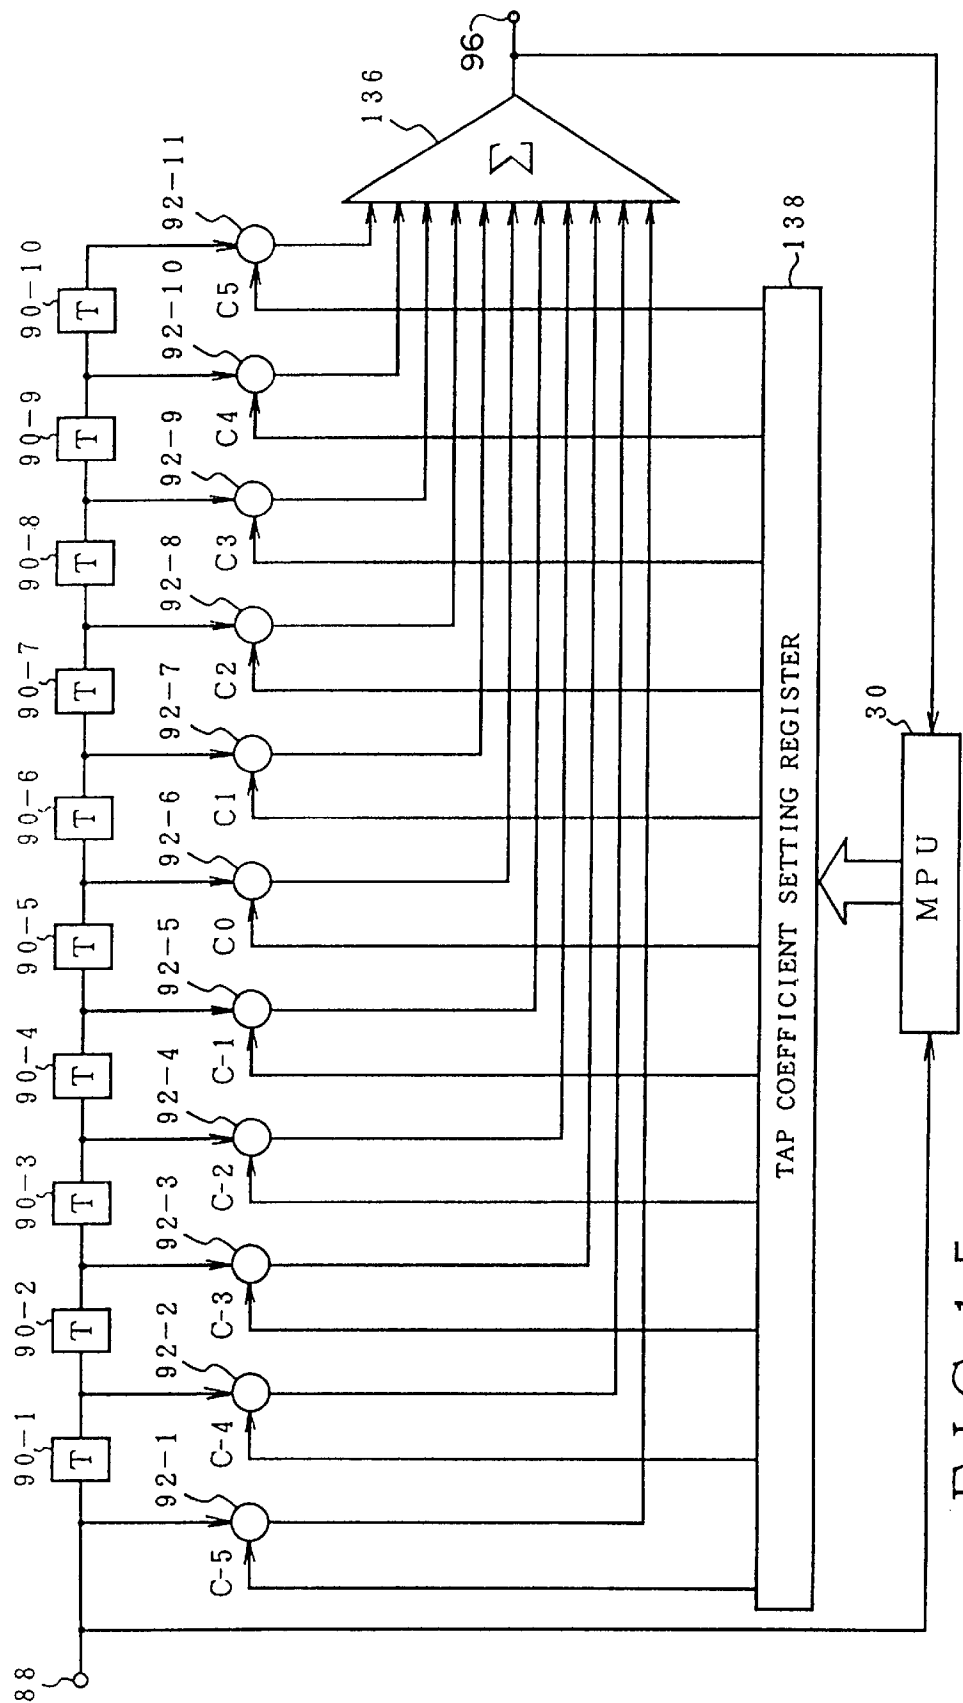 88
90-1
90-2
90-3
90-4
90-5
90-6
90-7
90-8
90-9
90-10
T
T
T
T
T
T
T
T
T
T
92-1
92-2
92-3
92-4
92-5
92-6
92-7
92-8
92-9
92-10
92-11
C-5
C-4
C-3
C-2
C-1
C0
C1
C2
C3
C4
C5
136
Σ
96
TAP COEFFICIENT SETTING REGISTER
138
MPU
30